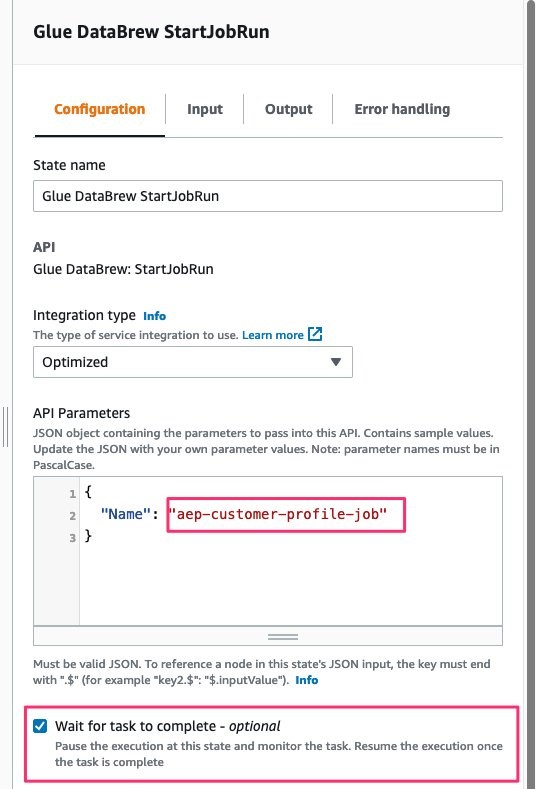 Glue DataBrew StartJobRun
Configuration Input Output Error handling
State name
Glue DataBrew StartJobRun
API
Glue DataBrew: StartJobRun
Integration type Info
The type of service integration to use. Learn more
Optimized
API Parameters
JSON object containing the parameters to pass into this API. Contains sample values.
Update the JSON with your own parameter values. Note: parameter names must be in
PascalCase.
1 {
2 "Name": "aep-customer-profile-job"
3 }
Must be valid JSON. To reference a node in this state's JSON input, the key must end
with ".$" (for example "key2.$": "$.inputValue"). Info
Wait for task to complete - optional
Pause the execution at this state and monitor the task. Resume the execution once
the task is complete